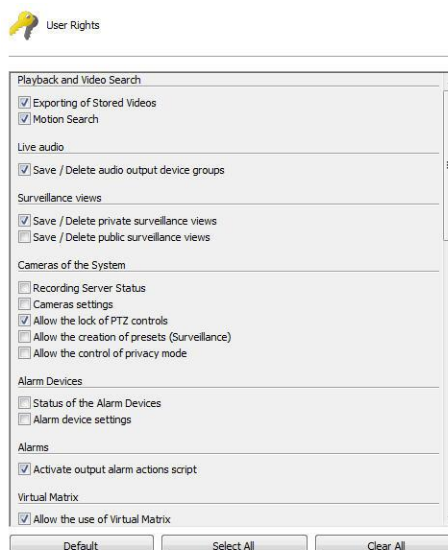 User Rights
Playback and Video Search
Exporting of Stored Videos
Motion Search
Live audio
Save / Delete audio output device groups
Surveillance views
Save / Delete private surveillance views
Save / Delete public surveillance views
Cameras of the System
Recording Server Status
Cameras settings
Allow the lock of PTZ controls
Allow the creation of presets (Surveillance)
Allow the control of privacy mode
Alarm Devices
Status of the Alarm Devices
Alarm device settings
Alarms
Activate output alarm actions script
Virtual Matrix
Allow the use of Virtual Matrix
Default Select All Clear All